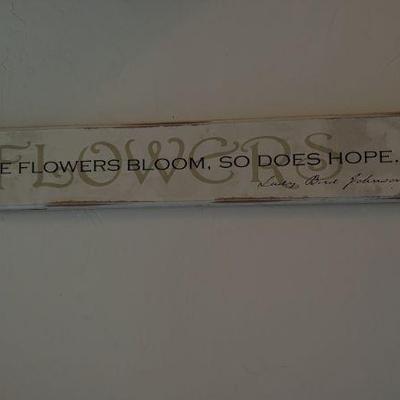 FLOWERS
E FLOWERS BLOOM, SO DOES HOPE.
Lady Bird Johnson